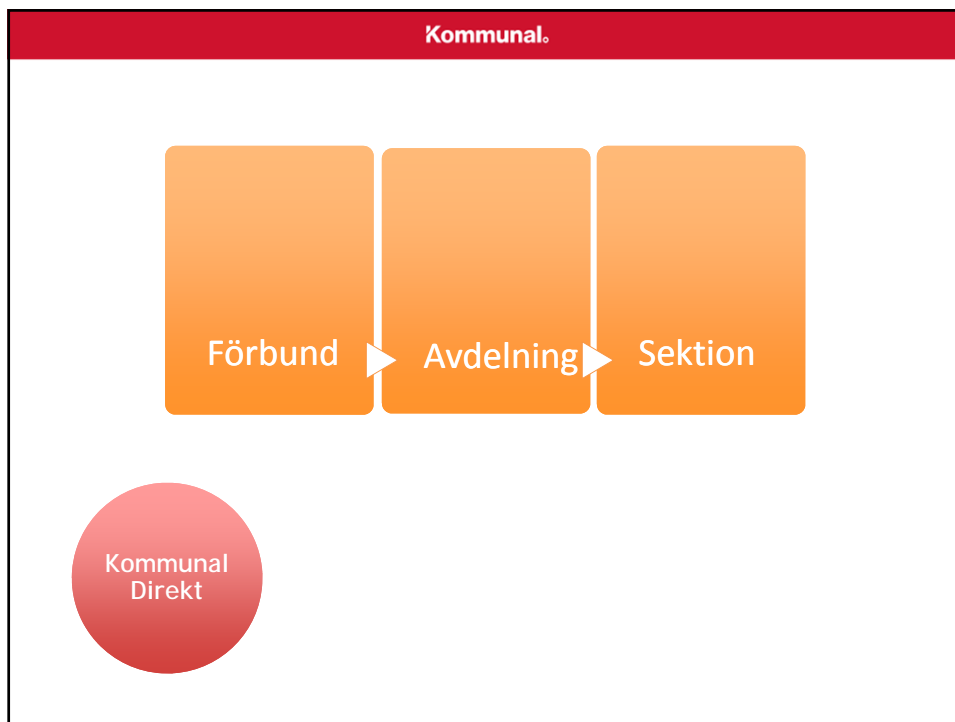 Kommunal.
Förbund
Avdelning
Sektion
Kommunal
Direkt